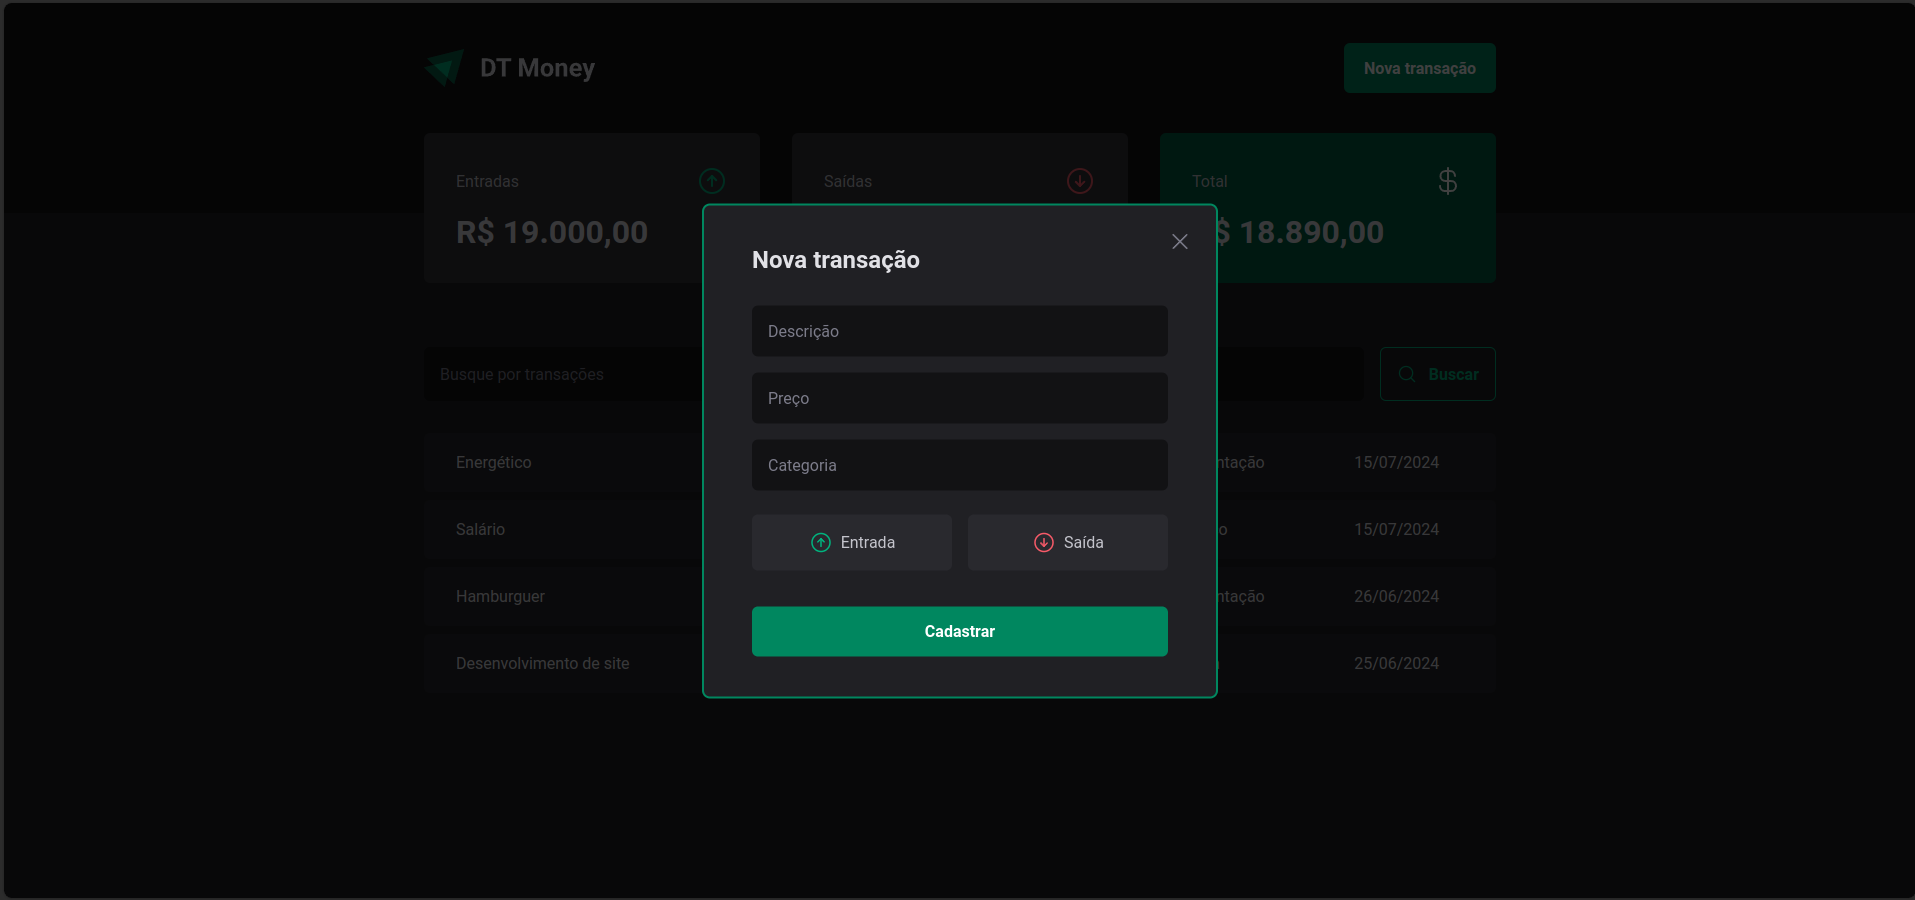 DT Money
Nova transação
Entradas
R$ 19.000,00
Saídas
Total
$
$ 18.890,00
Nova transação
Descrição
Preço
Categoria
Entrada
Saída
Cadastrar
Busque por transações
Buscar
Energético
ntação
15/07/2024
Salário
o
15/07/2024
Hamburguer
ntação
26/06/2024
Desenvolvimento de site
25/06/2024